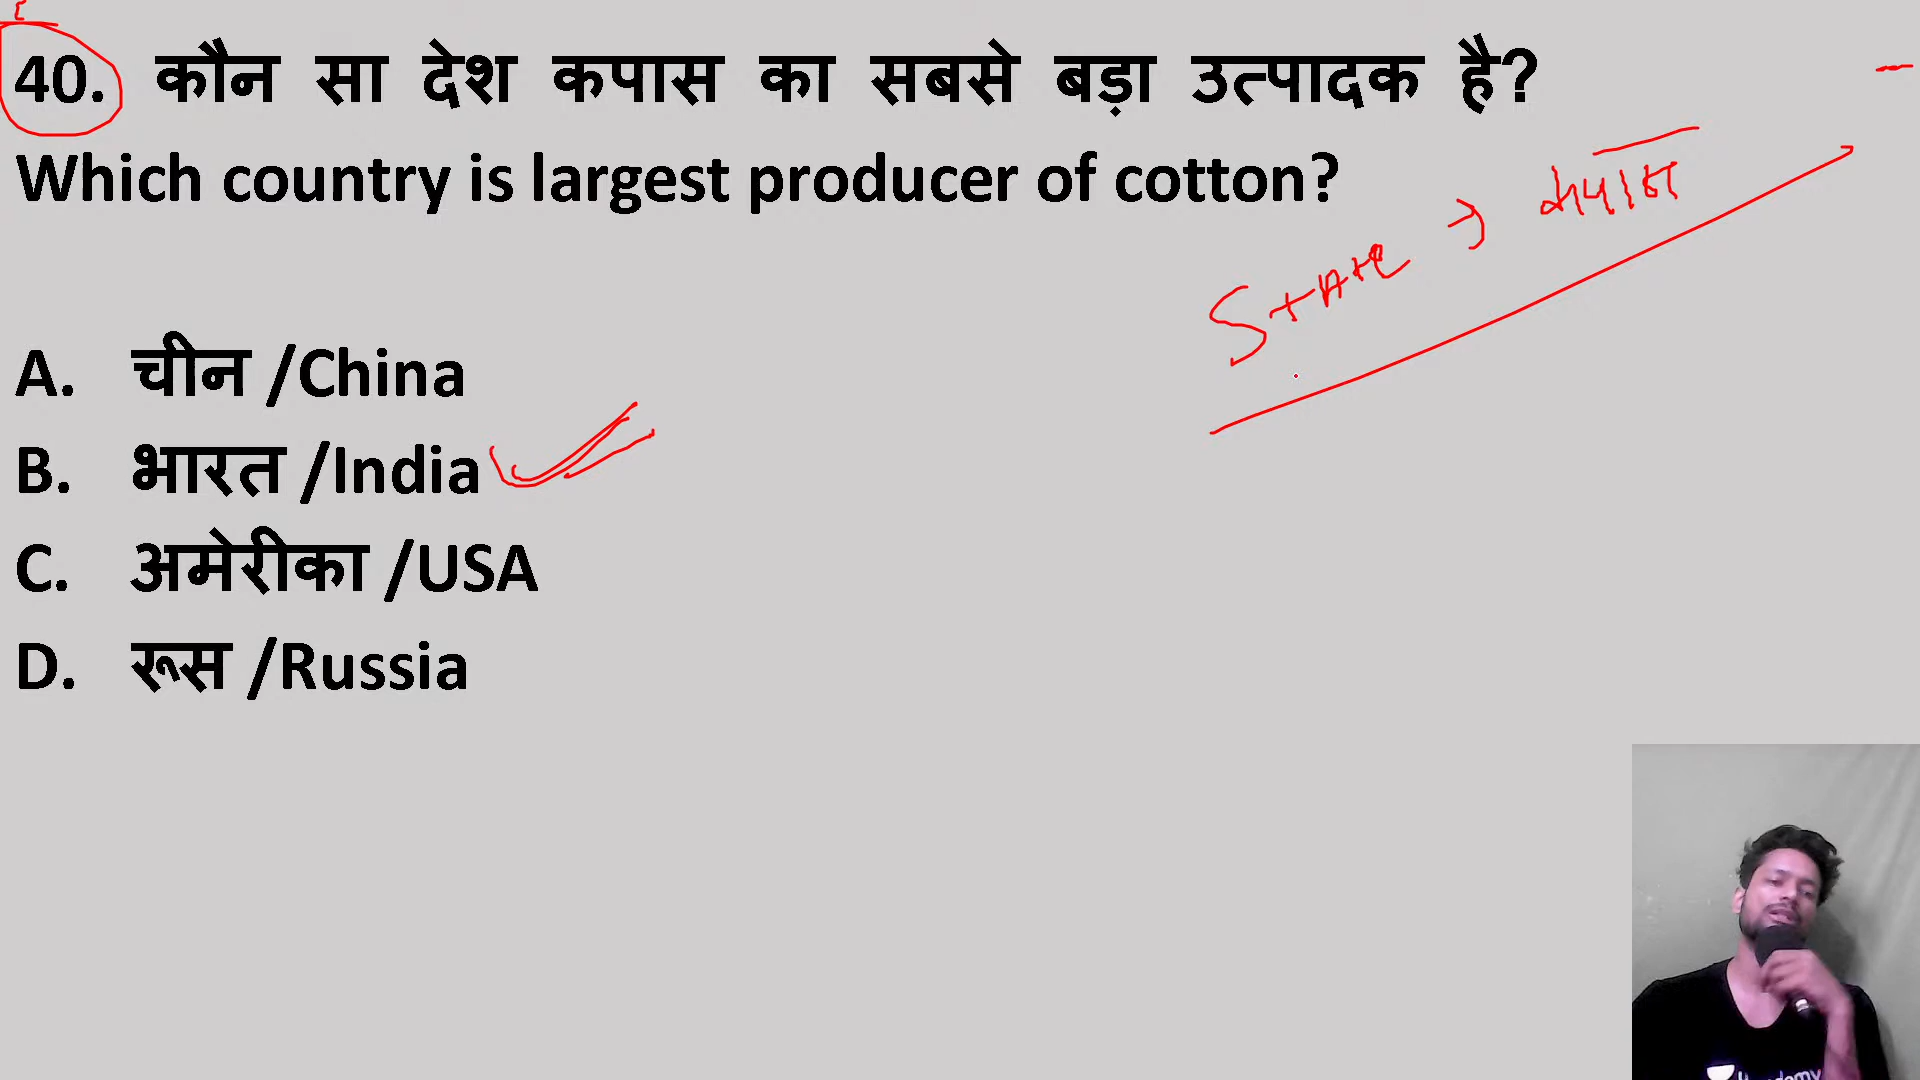 40. कौन सा देश कपास का सबसे बड़ा उत्पादक है?
Which country is largest producer of cotton?
State → कपास
A. चीन /China
B. भारत /India
C. अमेरीका /USA
D. रूस /Russia